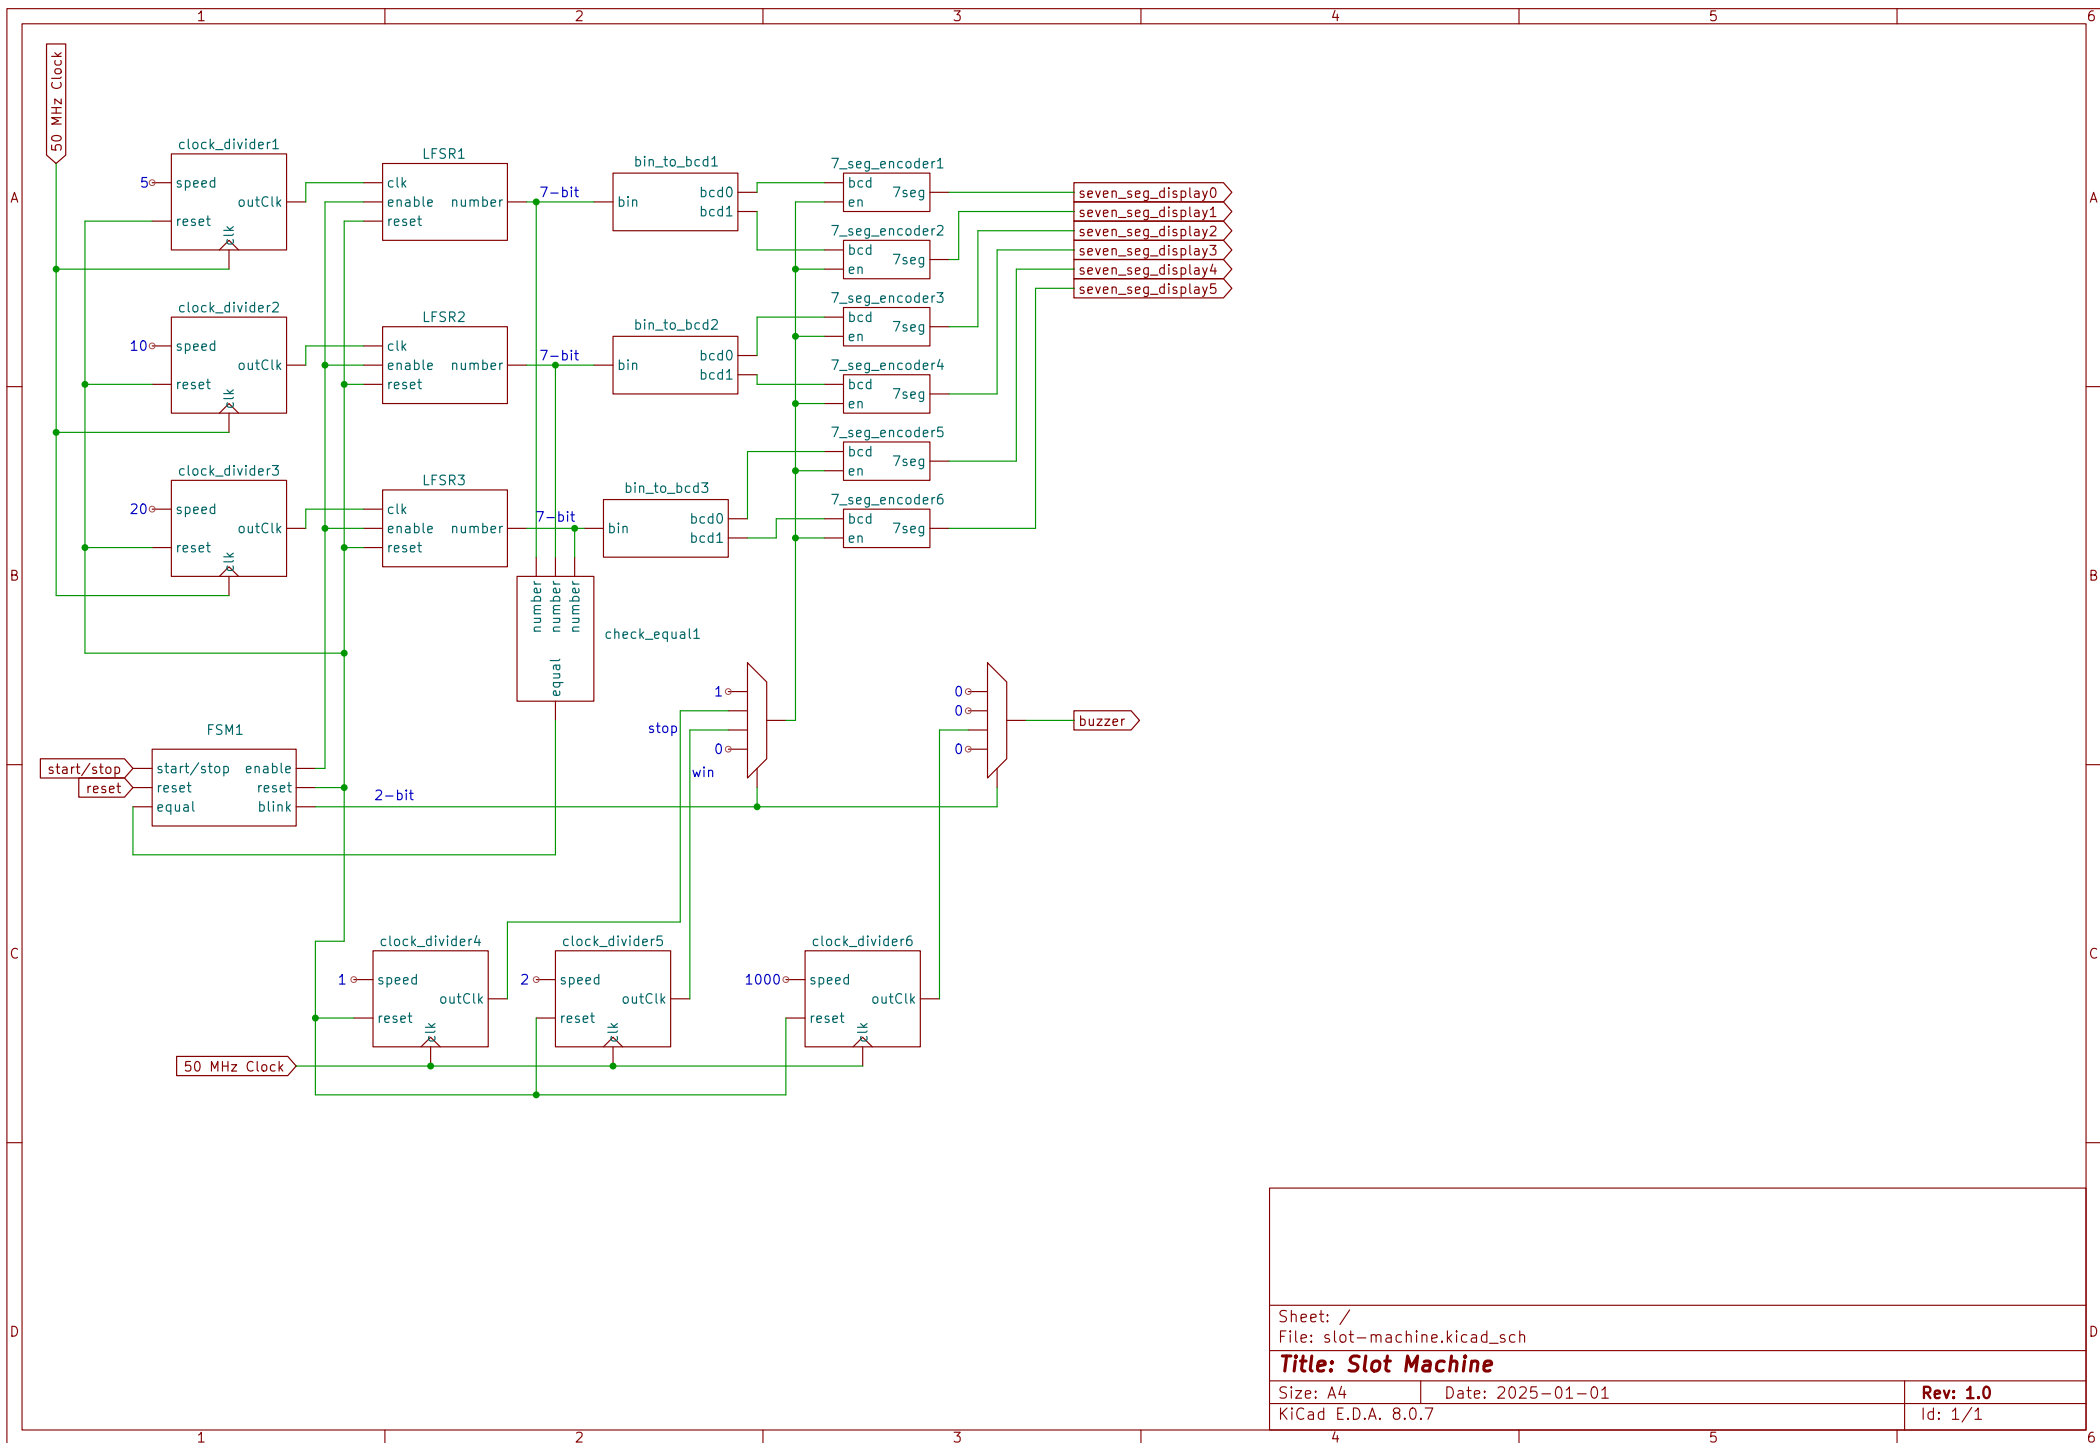 1 2 3 4 5 6
A
B
C
D
A
B
C
D
1 2 3 4 5 6
50 MHz Clock
clock_divider1
5
speed
outClk
reset
clk
LFSR1
clk
enable
number
reset
7-bit
bin_to_bcd1
bin
bcd0
bcd1
7_seg_encoder1
bcd
7seg
en
7_seg_encoder2
bcd
7seg
en
seven_seg_display0
seven_seg_display1
seven_seg_display2
seven_seg_display3
seven_seg_display4
seven_seg_display5
clock_divider2
10
speed
outClk
reset
clk
LFSR2
clk
enable
number
reset
7-bit
bin_to_bcd2
bin
bcd0
bcd1
7_seg_encoder3
bcd
7seg
en
7_seg_encoder4
bcd
7seg
en
clock_divider3
20
speed
outClk
reset
clk
LFSR3
clk
enable
number
reset
7-bit
bin_to_bcd3
bin
bcd0
bcd1
7_seg_encoder5
bcd
7seg
en
7_seg_encoder6
bcd
7seg
en
number
number
number
equal
check_equal1
FSM1
start/stop
reset
start/stop
reset
equal
enable
reset
blink
2-bit
1
stop
0
win
0
0
0
buzzer
clock_divider4
1
speed
outClk
reset
clk
clock_divider5
2
speed
outClk
reset
clk
clock_divider6
1000
speed
outClk
reset
clk
50 MHz Clock
Sheet: /
File: slot-machine.kicad_sch
Title: Slot Machine
Size: A4
Date: 2025-01-01
Rev: 1.0
KiCad E.D.A. 8.0.7
Id: 1/1